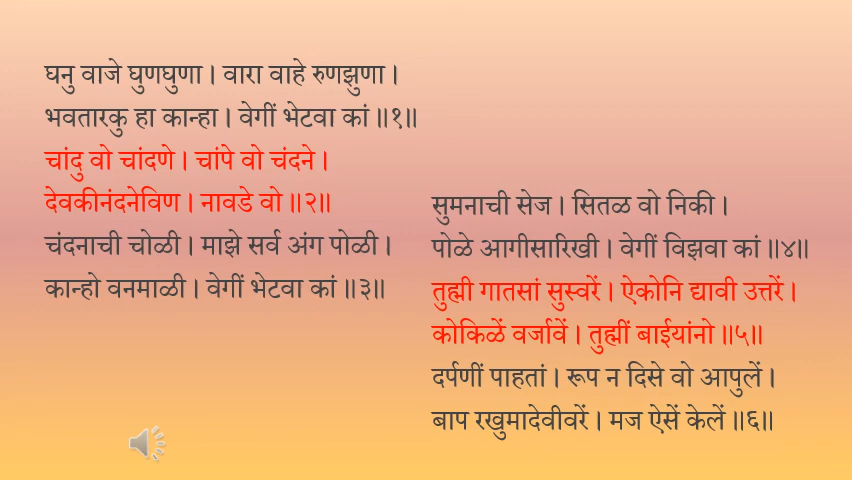 घनु वाजे घुणघुणा । वारा वाहे रुणझुणा ।
भवतारकु हा कान्हा । वेगीं भेटवा कां ॥१॥
चांदु वो चांदणे । चांपे वो चंदने ।
देवकीनंदनेविण । नावडे वो ॥२॥
चंदनाची चोळी । माझे सर्व अंग पोळी ।
कान्हो वनमाळी । वेगीं भेटवा कां ॥३॥
सुमनाची सेज । सितळ वो निकी ।
पोळे आगीसारिखी । वेगीं विझवा कां ॥४॥
तुह्मी गातसां सुस्वरें । ऐकोनि द्यावी उत्तरें ।
कोकिळें वर्जावें । तुह्मीं बाईयांनो ॥५॥
दर्पणीं पाहतां । रूप न दिसे वो आपुलें ।
बाप रखुमादेवीवरें । मज ऐसें केलें ॥६॥